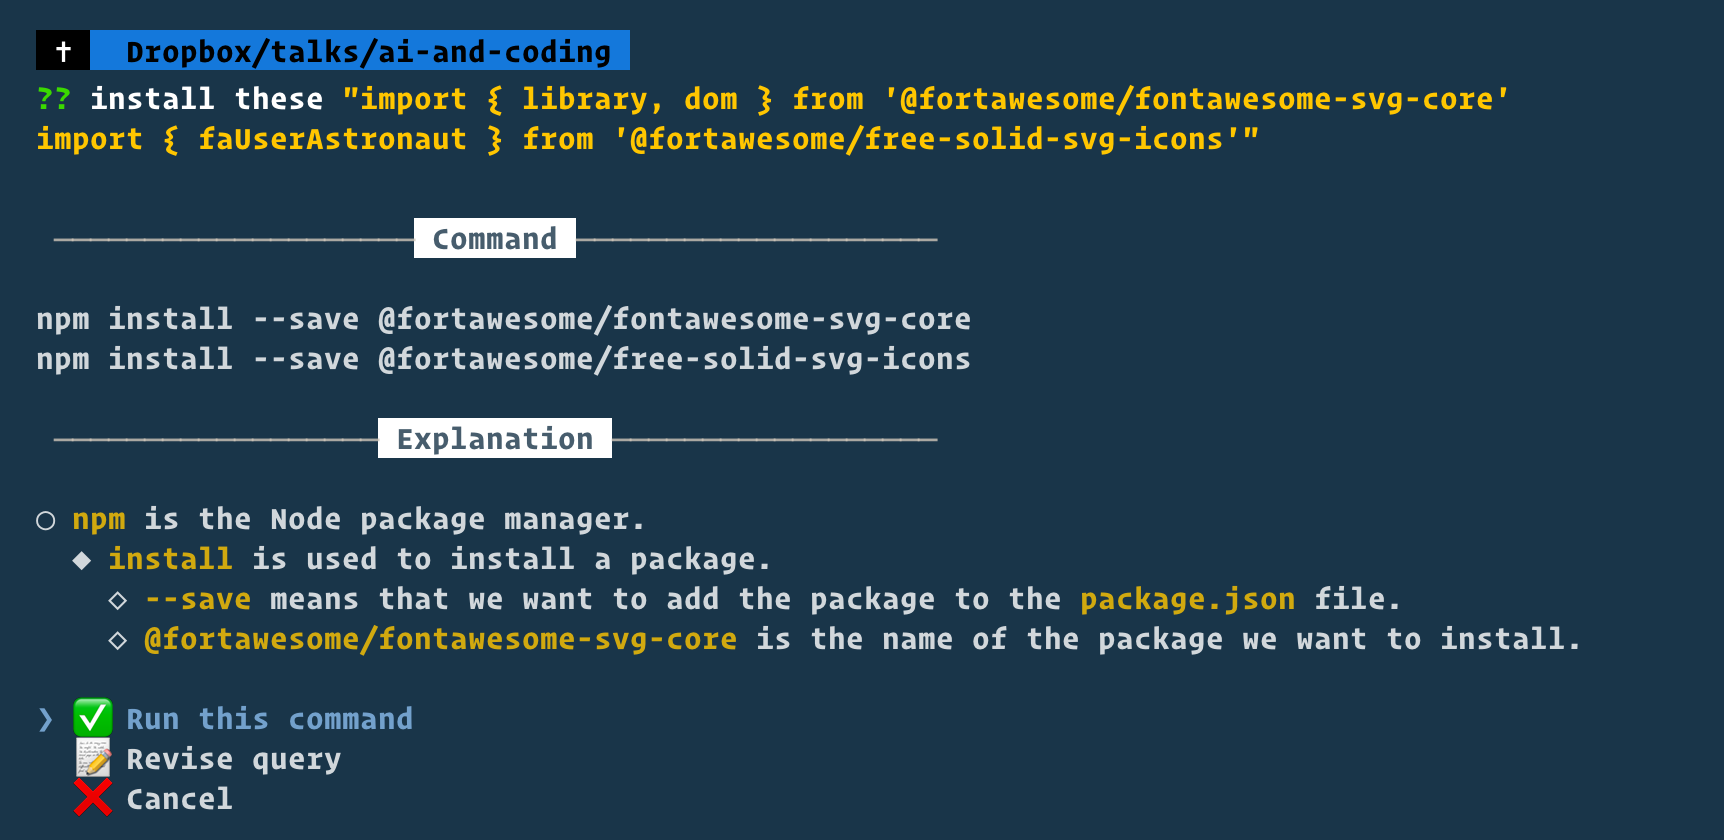 ✝ Dropbox/talks/ai-and-coding
?? install these "import { library, dom } from '@fortawesome/fontawesome-svg-core'
import { faUserAstronaut } from '@fortawesome/free-solid-svg-icons'"
Command
npm install --save @fortawesome/fontawesome-svg-core
npm install --save @fortawesome/free-solid-svg-icons
Explanation
○ npm is the Node package manager.
◆ install is used to install a package.
◇ --save means that we want to add the package to the package.json file.
◇ @fortawesome/fontawesome-svg-core is the name of the package we want to install.
❯ ✅ Run this command
📝 Revise query
❌ Cancel